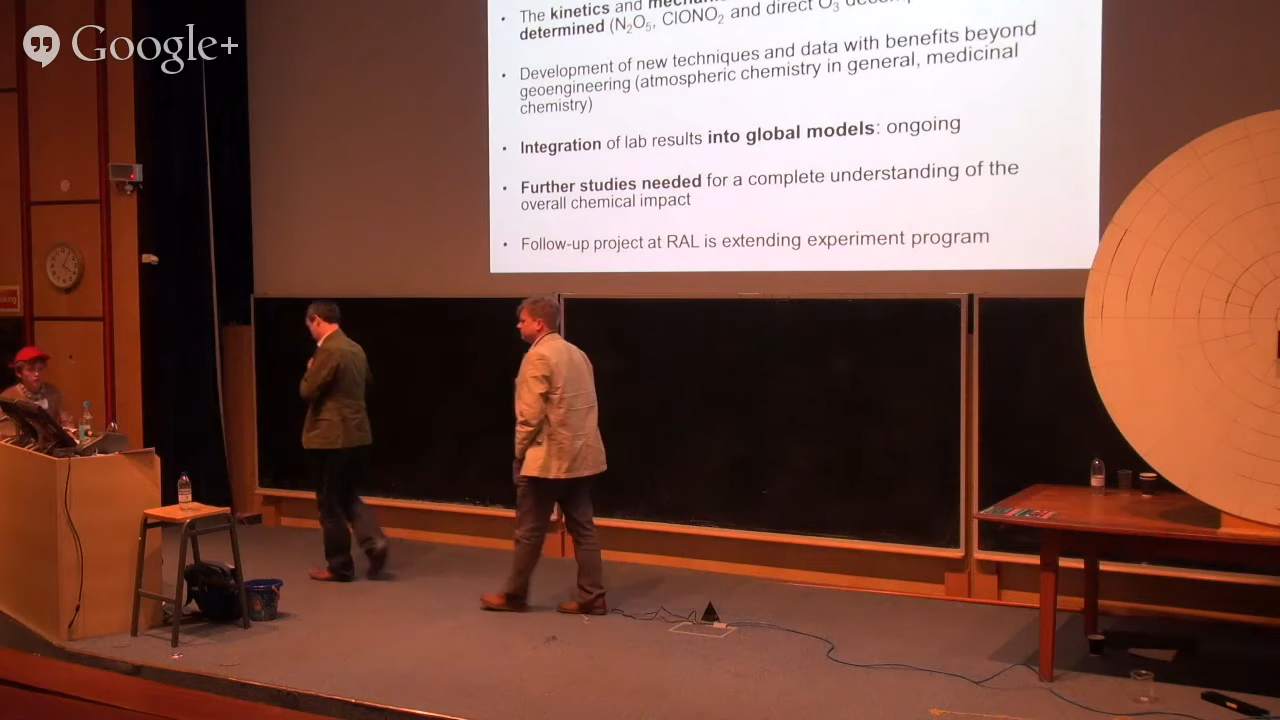 Google+
• The kinetics and
determined (N₂O₅, ClONO₂ and direct O₃
• Development of new techniques and data with benefits beyond
geoengineering (atmospheric chemistry in general, medicinal
chemistry)
• Integration of lab results into global models: ongoing
• Further studies needed for a complete understanding of the
overall chemical impact
• Follow-up project at RAL is extending experiment program